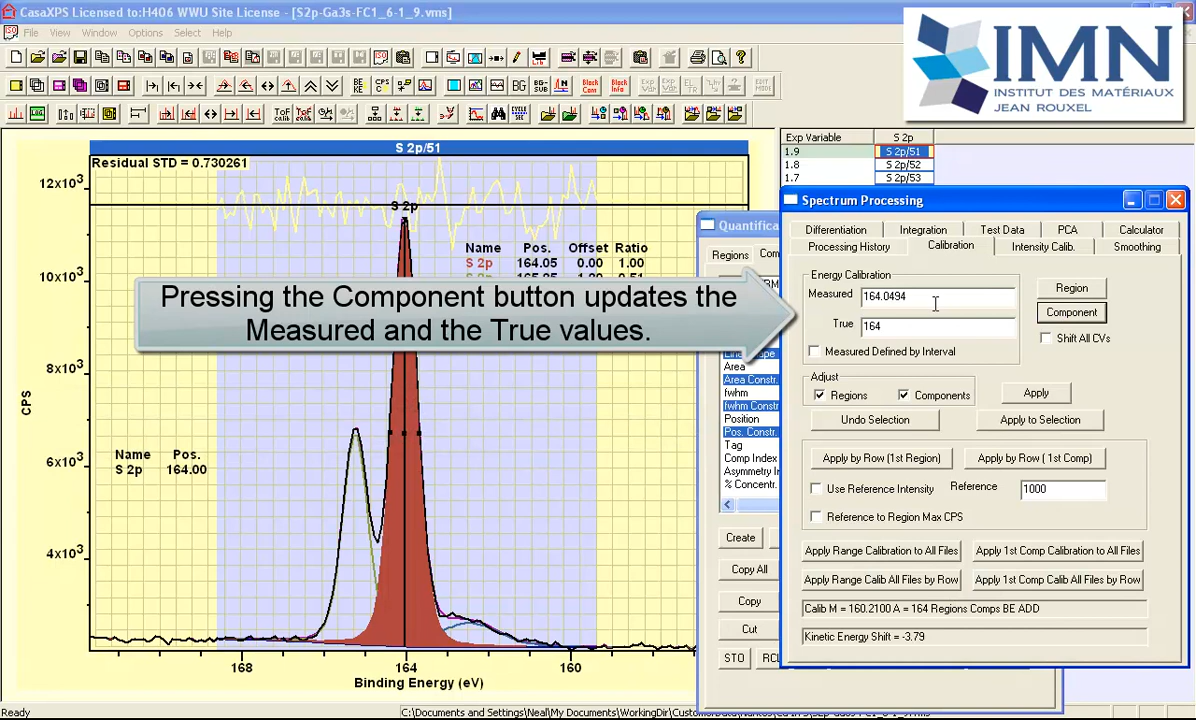 CasaXPS Licensed to:H406 WWU Site License - [S2p-Ga3s-FC1_6-1_9.vms]
File View Window Options Select Help
IMN
INSTITUT DES MATÉRIAUX
JEAN ROUXEL
Exp Variable S 2p
1.9 S 2p/51
1.8 S 2p/52
1.7 S 2p/53
S 2p/51
Residual STD = 0.730261
S 2p
Name Pos. Offset Ratio
S 2p 164.05 0.00 1.00
12x10³
10x10³
8x10³
6x10³
4x10³
CPS
Name Pos.
S 2p 164.00
168 164 160
Binding Energy (eV)
Pressing the Component button updates the
Measured and the True values.
Quantifica
Regions Com
Area
Area Constr.
fwhm
fwhm Constr
Position
Pos. Constr.
Tag
Comp Index
Asymmetry I
% Concentr.
Create
Copy All
Copy
Cut
STO RCL
Spectrum Processing
Differentiation Integration Test Data PCA Calculator
Processing History Calibration Intensity Calib. Smoothing
Energy Calibration
Measured 164.0494
True 164
Measured Defined by Interval
Region
Component
Shift All CVs
Adjust
Regions Components
Apply
Undo Selection Apply to Selection
Apply by Row (1st Region) Apply by Row ( 1st Comp)
Use Reference Intensity Reference 1000
Reference to Region Max CPS
Apply Range Calibration to All Files Apply 1st Comp Calibration to All Files
Apply Range Calib All Files by Row Apply 1st Comp Calib All Files by Row
Calib M = 160.2100 A = 164 Regions Comps BE ADD
Kinetic Energy Shift = -3.79
Ready